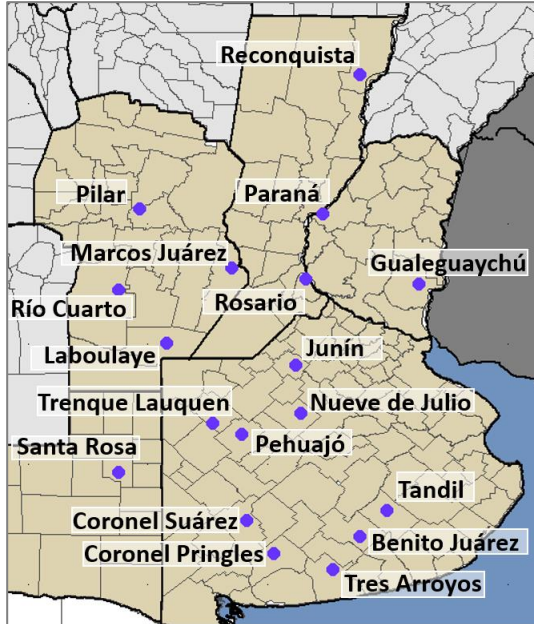 Reconquista
Pilar
Paraná
Marcos Juárez
Gualeguaychú
Río Cuarto
Rosario
Laboulaye
Junín
Trenque Lauquen
Nueve de Julio
Pehuajó
Santa Rosa
Tandil
Coronel Suárez
Benito Juárez
Coronel Pringles
Tres Arroyos